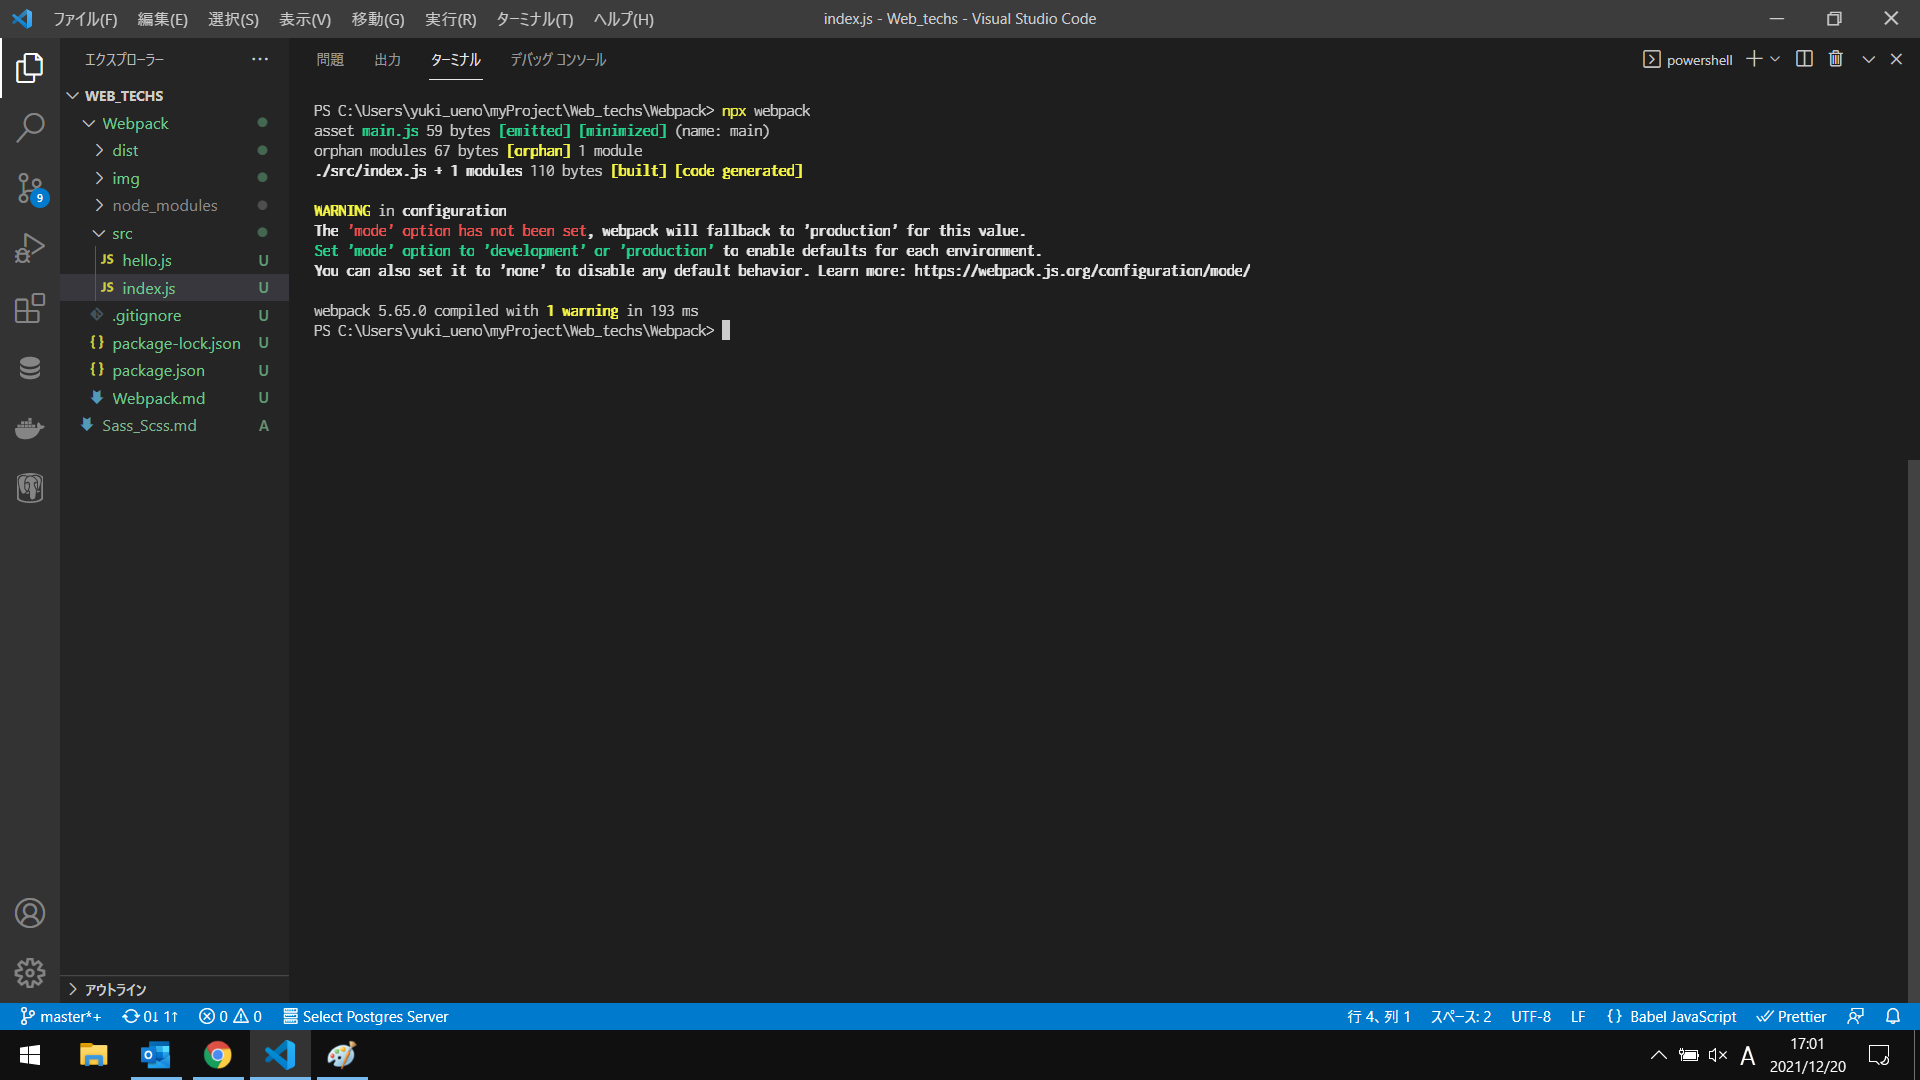 ファイル(F) 編集(E) 選択(S) 表示(V) 移動(G) 実行(R) ターミナル(T) ヘルプ(H)
index.js - Web_techs - Visual Studio Code
エクスプローラー
WEB_TECHS
Webpack
dist
img
node_modules
src
JS hello.js U
JS index.js U
.gitignore U
{} package-lock.json U
{} package.json U
Webpack.md U
Sass_Scss.md A
アウトライン
9
問題 出力 ターミナル デバッグ コンソール
powershell
PS C:\Users\yuki_ueno\myProject\Web_techs\Webpack> npx webpack
asset main.js 59 bytes [emitted] [minimized] (name: main)
orphan modules 67 bytes [orphan] 1 module
./src/index.js + 1 modules 110 bytes [built] [code generated]
WARNING in configuration
The 'mode' option has not been set, webpack will fallback to 'production' for this value.
Set 'mode' option to 'development' or 'production' to enable defaults for each environment.
You can also set it to 'none' to disable any default behavior. Learn more: https://webpack.js.org/configuration/mode/
webpack 5.65.0 compiled with 1 warning in 193 ms
PS C:\Users\yuki_ueno\myProject\Web_techs\Webpack>
master*+ 0↓ 1↑ 0 0 Select Postgres Server
行 4、列 1 スペース: 2 UTF-8 LF {} Babel JavaScript Prettier
A
17:01
2021/12/20